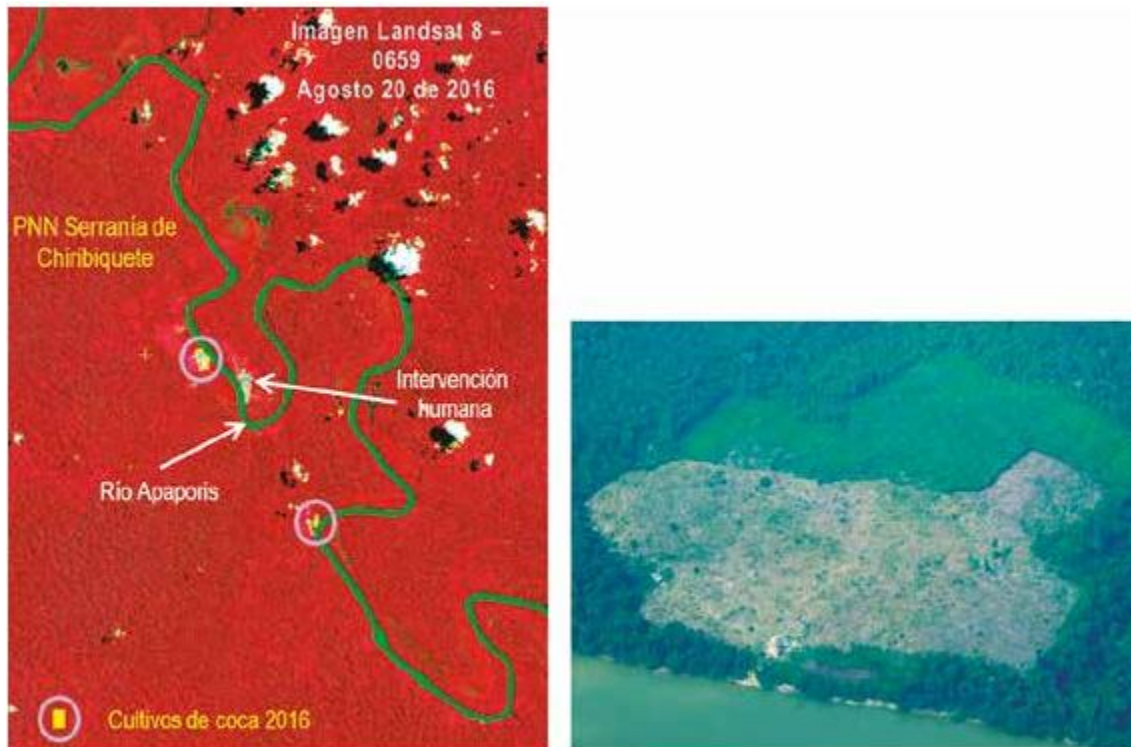 Imagen Landsat 8 –
0659
Agosto 20 de 2016
PNN Serranía de
Chiribiquete
Intervención
humana
Río Apaporis
Cultivos de coca 2016